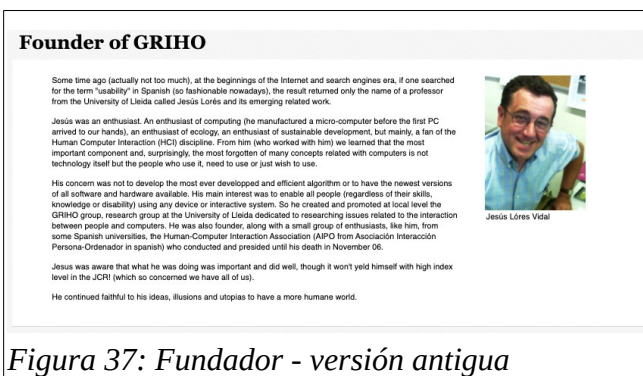 Founder of GRIHO
Some time ago (actually not too much), at the beginnings of the Internet and search engines era, if one searched
for the term "usability" in Spanish (so fashionable nowadays), the result returned only the name of a professor
from the University of Lleida called Jesús Lorés and its emerging related work.
Jesús was an enthusiast. An enthusiast of computing (he manufactured a micro-computer before the first PC
arrived to our hands), an enthusiast of ecology, an enthusiast of sustainable development, but mainly, a fan of the
Human Computer Interaction (HCI) discipline. From him (who worked with him) we learned that the most
important component and, surprisingly, the most forgotten of many concepts related with computers is not
technology itself but the people who use it, need to use or just wish to use.
His concern was not to develop the most ever developped and efficient algorithm or to have the newest versions
of all software and hardware available. His main interest was to enable all people (regardless of their skills,
knowledge or disability) using any device or interactive system. So he created and promoted at local level the
GRIHO group, research group at the University of Lleida dedicated to researching issues related to the interaction
between people and computers. He was also founder, along with a small group of enthusiasts, like him, from
some Spanish universities, the Human-Computer Interaction Association (AIPO from Asociación Interacción
Persona-Ordenador in spanish) who conducted and presided until his death in November 06.
Jesus was aware that what he was doing was important and did well, though it won't yeld himself with high index
level in the JCR! (which so concerned we have all of us).
He continued faithful to his ideas, illusions and utopias to have a more humane world.
Jesús Lóres Vidal
Figura 37: Fundador - versión antigua